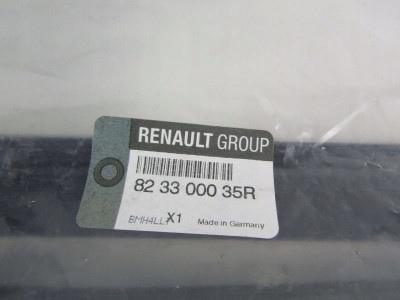 RENAULT GROUP
82 33 000 35R
BMH4LL X1 Made in Germany